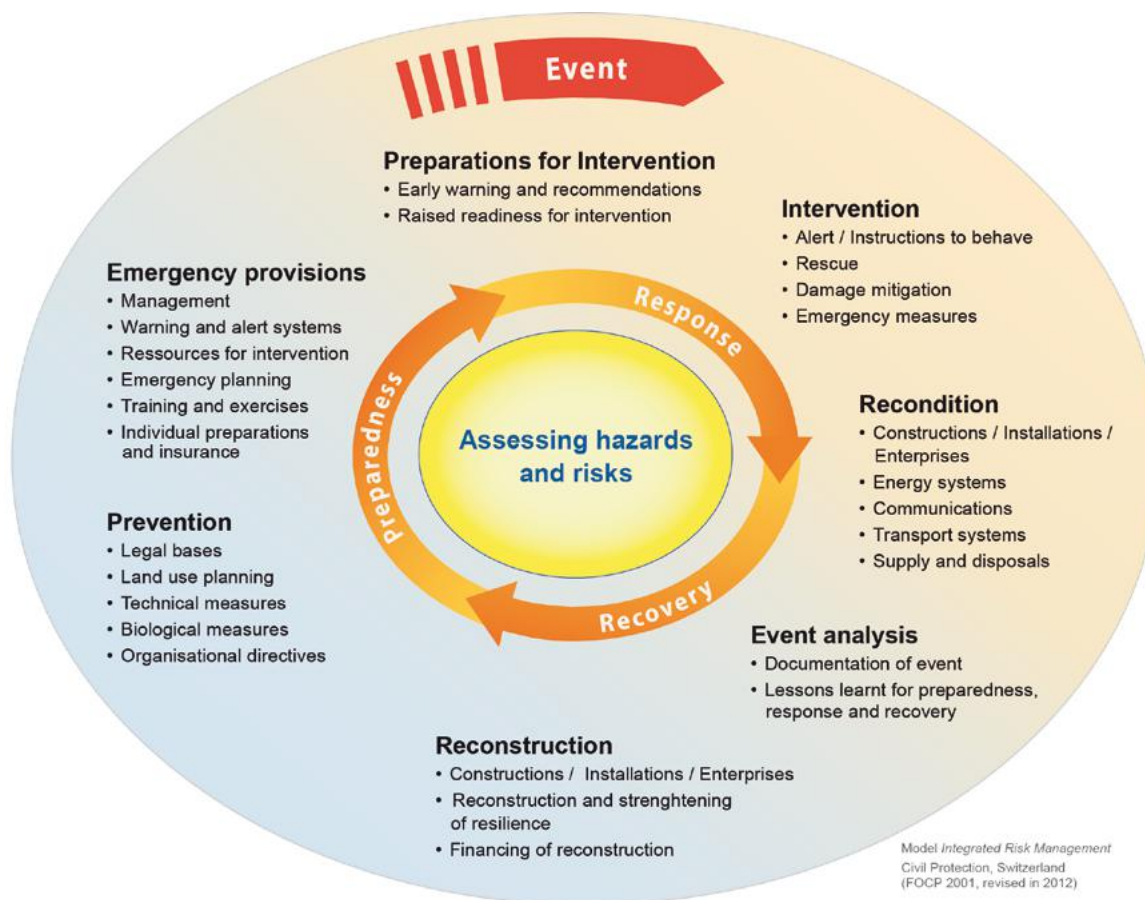 Event
Preparations for Intervention
• Early warning and recommendations
• Raised readiness for intervention
Intervention
• Alert / Instructions to behave
• Rescue
• Damage mitigation
• Emergency measures
Emergency provisions
• Management
• Warning and alert systems
• Ressources for intervention
• Emergency planning
• Training and exercises
• Individual preparations
and insurance
Response
Preparedness
Recovery
Assessing hazards
and risks
Recondition
• Constructions / Installations /
Enterprises
• Energy systems
• Communications
• Transport systems
• Supply and disposals
Prevention
• Legal bases
• Land use planning
• Technical measures
• Biological measures
• Organisational directives
Event analysis
• Documentation of event
• Lessons learnt for preparedness,
response and recovery
Reconstruction
• Constructions / Installations / Enterprises
• Reconstruction and strenghtening
of resilience
• Financing of reconstruction
Model Integrated Risk Management
Civil Protection, Switzerland
(FOCP 2001, revised in 2012)